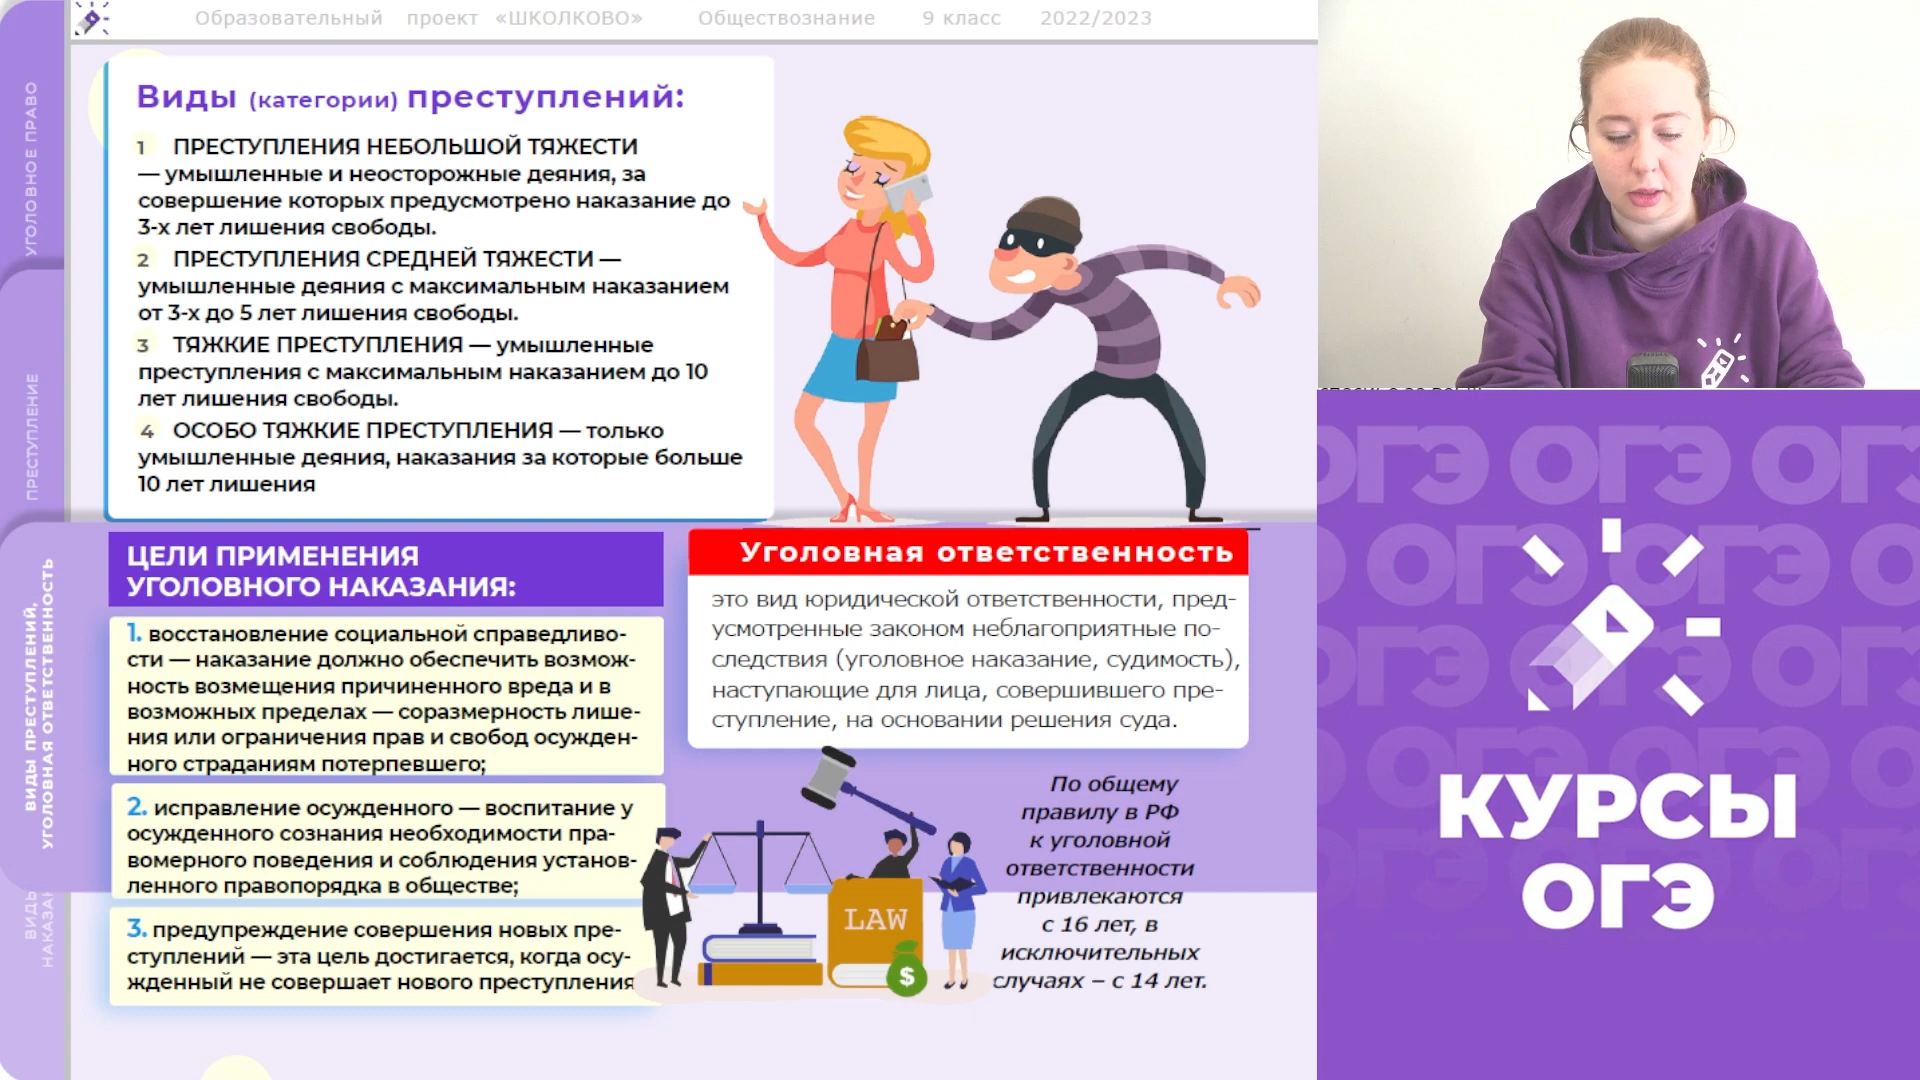 Образовательный проект «ШКОЛКОВО» Обществознание 9 класс 2022/2023
УГОЛОВНОЕ ПРАВО
ПРЕСТУПЛЕНИЕ
ВИДЫ ПРЕСТУПЛЕНИЙ,
УГОЛОВНАЯ ОТВЕТСТВЕННОСТЬ
Виды (категории) преступлений:
1 ПРЕСТУПЛЕНИЯ НЕБОЛЬШОЙ ТЯЖЕСТИ
— умышленные и неосторожные деяния, за
совершение которых предусмотрено наказание до
3-х лет лишения свободы.
2 ПРЕСТУПЛЕНИЯ СРЕДНЕЙ ТЯЖЕСТИ —
умышленные деяния с максимальным наказанием
от 3-х до 5 лет лишения свободы.
3 ТЯЖКИЕ ПРЕСТУПЛЕНИЯ — умышленные
преступления с максимальным наказанием до 10
лет лишения свободы.
4 ОСОБО ТЯЖКИЕ ПРЕСТУПЛЕНИЯ — только
умышленные деяния, наказания за которые больше
10 лет лишения
ЦЕЛИ ПРИМЕНЕНИЯ
УГОЛОВНОГО НАКАЗАНИЯ:
1. восстановление социальной справедливо-
сти — наказание должно обеспечить возмож-
ность возмещения причиненного вреда и в
возможных пределах — соразмерность лише-
ния или ограничения прав и свобод осужден-
ного страданиям потерпевшего;
2. исправление осужденного — воспитание у
осужденного сознания необходимости пра-
вомерного поведения и соблюдения установ-
ленного правопорядка в обществе;
3. предупреждение совершения новых пре-
ступлений — эта цель достигается, когда осу-
жденный не совершает нового преступления
Уголовная ответственность
это вид юридической ответственности, пред-
усмотренные законом неблагоприятные по-
следствия (уголовное наказание, судимость),
наступающие для лица, совершившего пре-
ступление, на основании решения суда.
LAW
$
По общему
правилу в РФ
к уголовной
ответственности
привлекаются
с 16 лет, в
исключительных
случаях – с 14 лет.
ОГЭ ОГЭ ОГЭ
КУРСЫ
ОГЭ